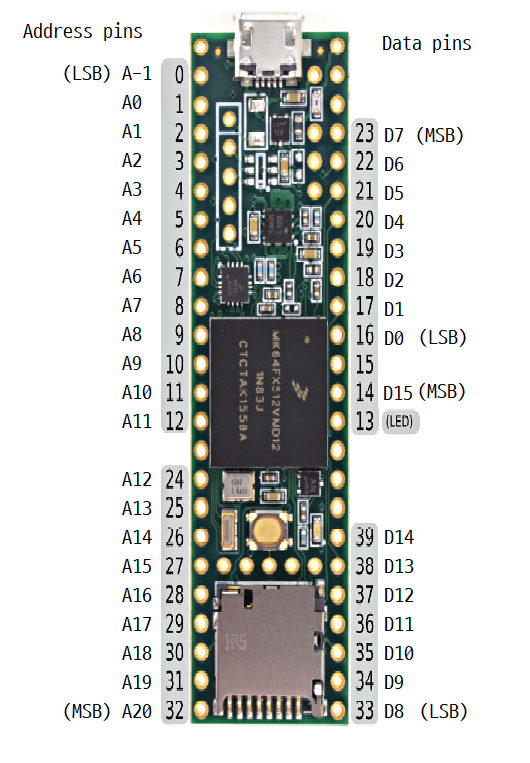 Address pins
Data pins
(LSB) A-1 0
A0 1
A1 2 23 D7 (MSB)
A2 3 22 D6
A3 4 21 D5
A4 5 20 D4
A5 6 19 D3
A6 7 18 D2
A7 8 17 D1
A8 9 16 D0 (LSB)
A9 10 15
A10 11 14 D15 (MSB)
A11 12 13 (LED)
MK64FX512VMD12
1N83J
CTCTAK1558A
A12 24
A13 25
A14 26 39 D14
A15 27 38 D13
A16 28 37 D12
A17 29 36 D11
A18 30 35 D10
A19 31 34 D9
(MSB) A20 32 33 D8 (LSB)
HRS